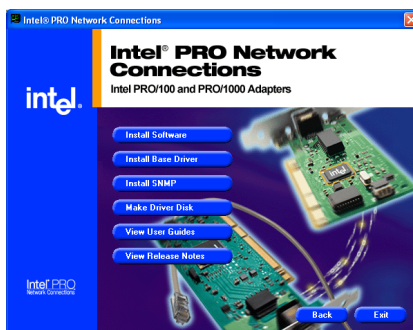 Intel® PRO Network Connections
Intel® PRO Network
Connections
Intel PRO/100 and PRO/1000 Adapters
intel.
Install Software
Install Base Driver
Install SNMP
Make Driver Disk
View User Guides
View Release Notes
intel
Intel® PRO
Network Connections
Back
Exit